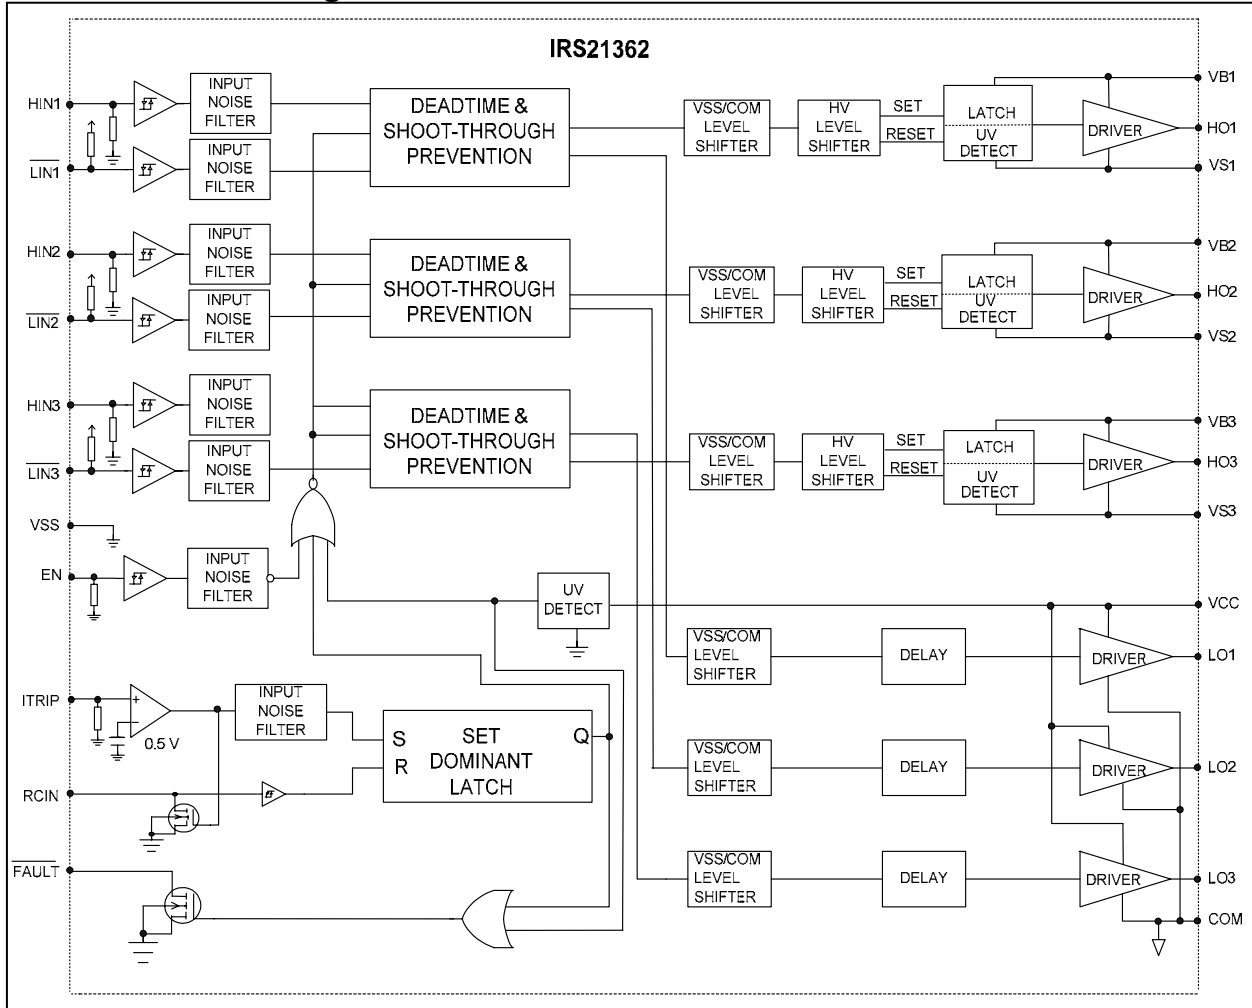 IRS21362
HIN1
INPUT
NOISE
FILTER
LIN1
INPUT
NOISE
FILTER
DEADTIME &
SHOOT-THROUGH
PREVENTION
VSS/COM
LEVEL
SHIFTER
HV
LEVEL
SHIFTER
SET
RESET
LATCH
UV
DETECT
DRIVER
VB1
HO1
VS1
HIN2
INPUT
NOISE
FILTER
LIN2
INPUT
NOISE
FILTER
DEADTIME &
SHOOT-THROUGH
PREVENTION
VSS/COM
LEVEL
SHIFTER
HV
LEVEL
SHIFTER
SET
RESET
LATCH
UV
DETECT
DRIVER
VB2
HO2
VS2
HIN3
INPUT
NOISE
FILTER
LIN3
INPUT
NOISE
FILTER
DEADTIME &
SHOOT-THROUGH
PREVENTION
VSS/COM
LEVEL
SHIFTER
HV
LEVEL
SHIFTER
SET
RESET
LATCH
UV
DETECT
DRIVER
VB3
HO3
VS3
VSS
EN
INPUT
NOISE
FILTER
UV
DETECT
VCC
VSS/COM
LEVEL
SHIFTER
DELAY
DRIVER
LO1
ITRIP
+
−
0.5 V
INPUT
NOISE
FILTER
S
R
SET
DOMINANT
LATCH
Q
RCIN
VSS/COM
LEVEL
SHIFTER
DELAY
DRIVER
LO2
FAULT
VSS/COM
LEVEL
SHIFTER
DELAY
DRIVER
LO3
COM